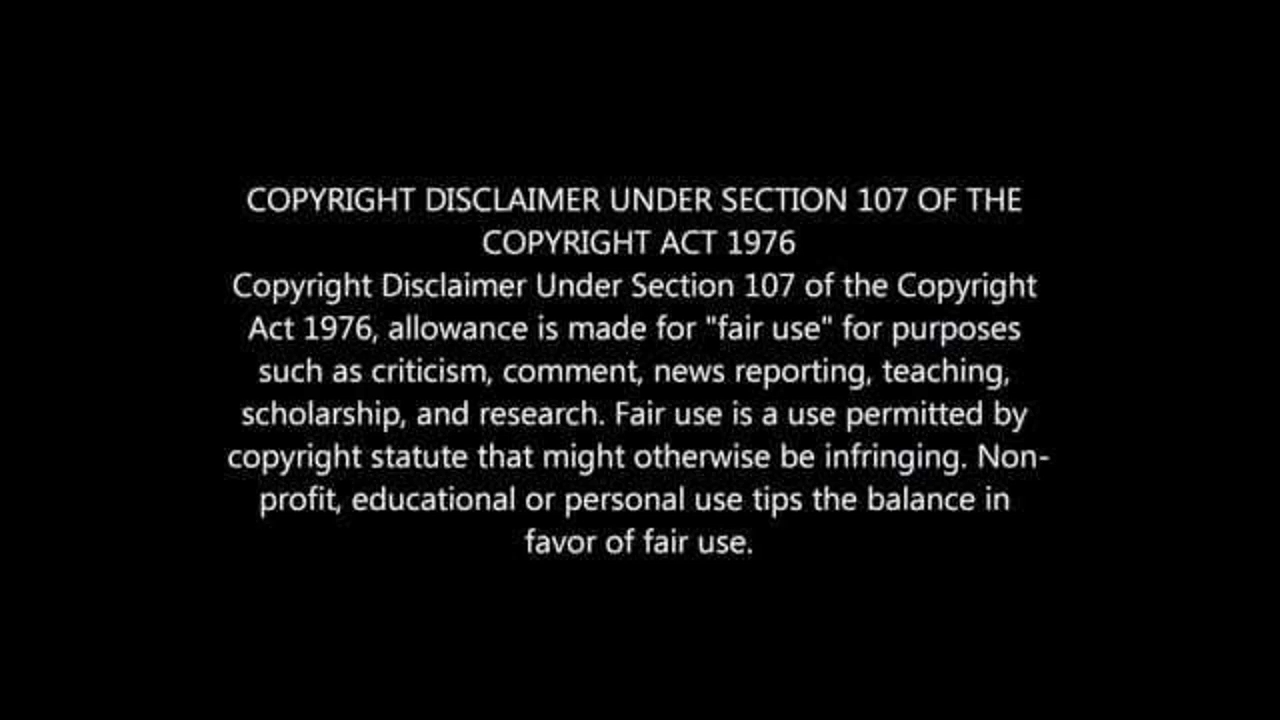 COPYRIGHT DISCLAIMER UNDER SECTION 107 OF THE
COPYRIGHT ACT 1976
Copyright Disclaimer Under Section 107 of the Copyright
Act 1976, allowance is made for "fair use" for purposes
such as criticism, comment, news reporting, teaching,
scholarship, and research. Fair use is a use permitted by
copyright statute that might otherwise be infringing. Non-
profit, educational or personal use tips the balance in
favor of fair use.